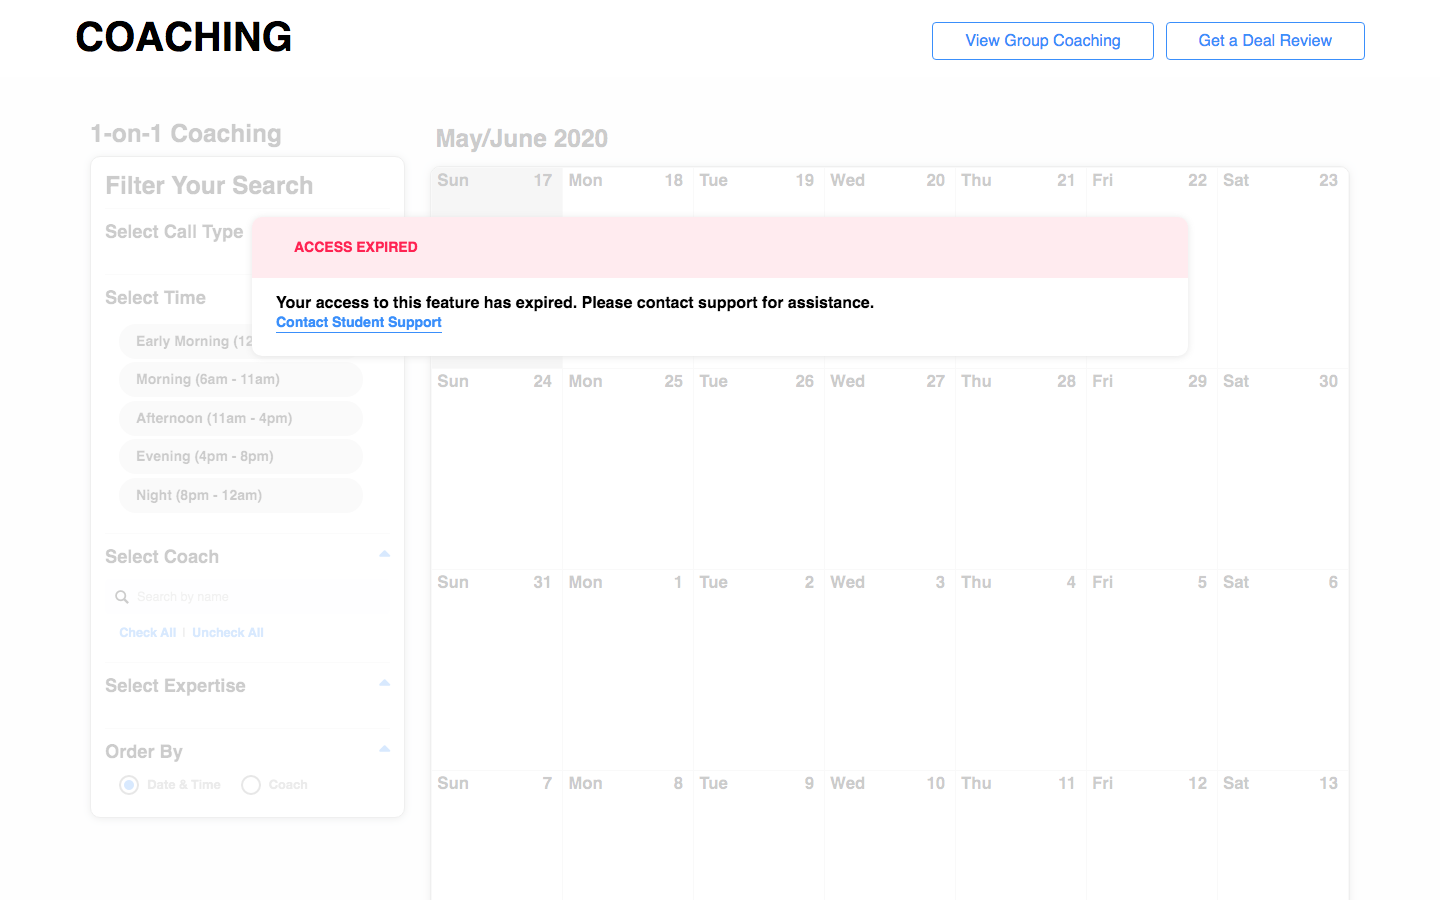 COACHING
View Group Coaching
Get a Deal Review
1-on-1 Coaching
Filter Your Search
Select Call Type
Select Time
Early Morning (12
Morning (6am - 11am)
Afternoon (11am - 4pm)
Evening (4pm - 8pm)
Night (8pm - 12am)
Select Coach
Search by name
Check All | Uncheck All
Select Expertise
Order By
Date & Time Coach
May/June 2020
Sun 17 Mon 18 Tue 19 Wed 20 Thu 21 Fri 22 Sat 23
ACCESS EXPIRED
Your access to this feature has expired. Please contact support for assistance.
Contact Student Support
Sun 24 Mon 25 Tue 26 Wed 27 Thu 28 Fri 29 Sat 30
Sun 31 Mon 1 Tue 2 Wed 3 Thu 4 Fri 5 Sat 6
Sun 7 Mon 8 Tue 9 Wed 10 Thu 11 Fri 12 Sat 13